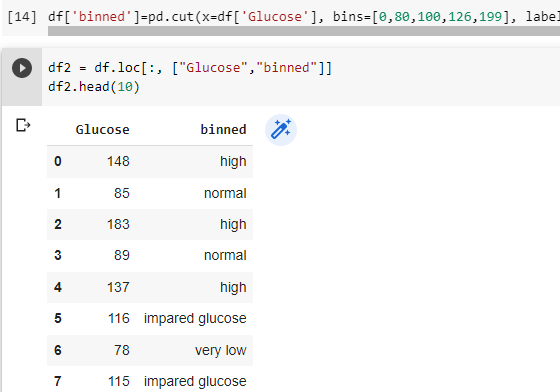 [14] df['binned']=pd.cut(x=df['Glucose'], bins=[0,80,100,126,199], label
df2 = df.loc[:, ["Glucose","binned"]]
df2.head(10)
Glucose binned
0 148 high
1 85 normal
2 183 high
3 89 normal
4 137 high
5 116 impared glucose
6 78 very low
7 115 impared glucose